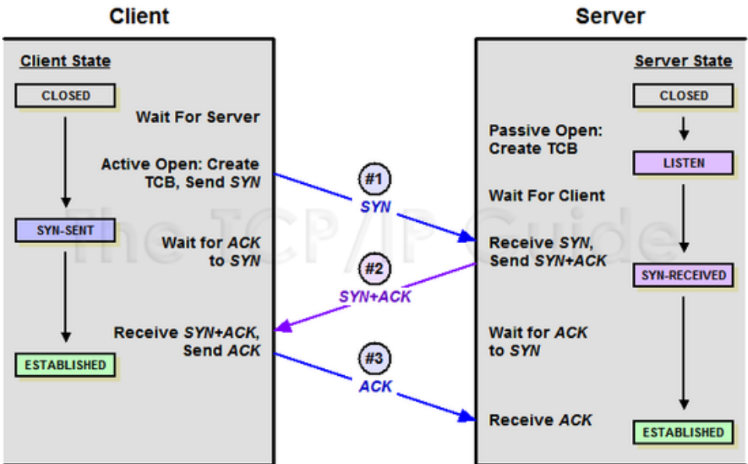 Client
Server
Client State
Server State
CLOSED
CLOSED
Wait For Server
Passive Open:
Create TCB
LISTEN
Active Open: Create
TCB, Send SYN
#1
SYN
Wait For Client
SYN-SENT
The TCP/IP Guide
Wait for ACK
to SYN
Receive SYN,
Send SYN+ACK
#2
SYN+ACK
SYN-RECEIVED
Receive SYN+ACK,
Send ACK
Wait for ACK
to SYN
ESTABLISHED
#3
ACK
Receive ACK
ESTABLISHED